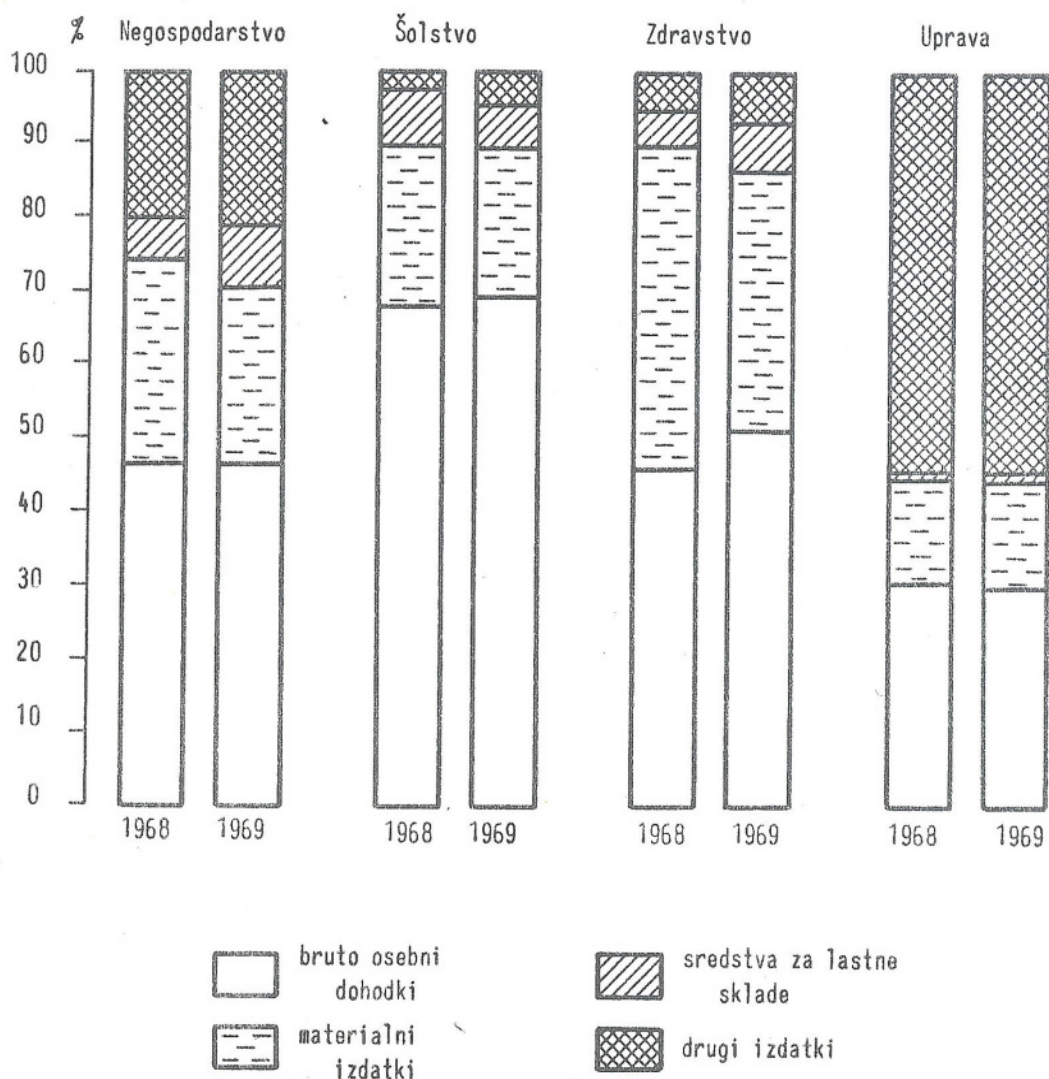 % Negospodarstvo Šolstvo Zdravstvo Uprava
100
90
80
70
60
50
40
30
20
10
0
1968 1969 1968 1969 1968 1969 1968 1969
bruto osebni
dohodki
materialni
izdatki
sredstva za lastne
sklade
drugi izdatki